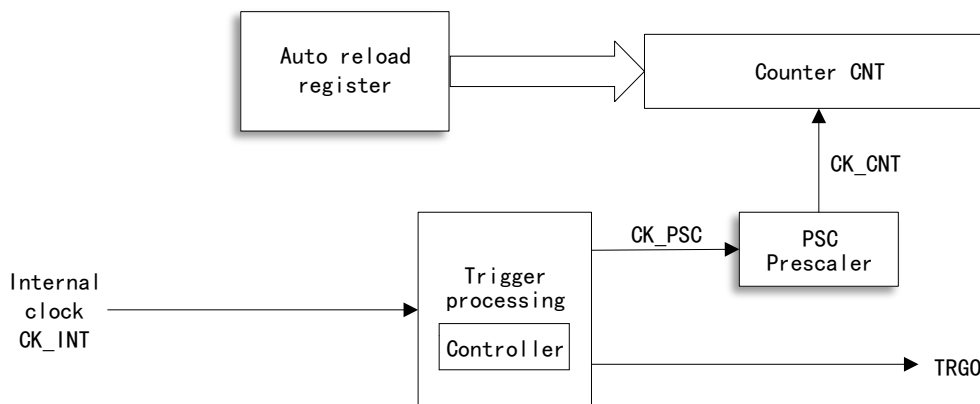 Auto reload
register
Counter CNT
CK_CNT
CK_PSC
PSC
Prescaler
Internal
clock
CK_INT
Trigger
processing
Controller
TRGO